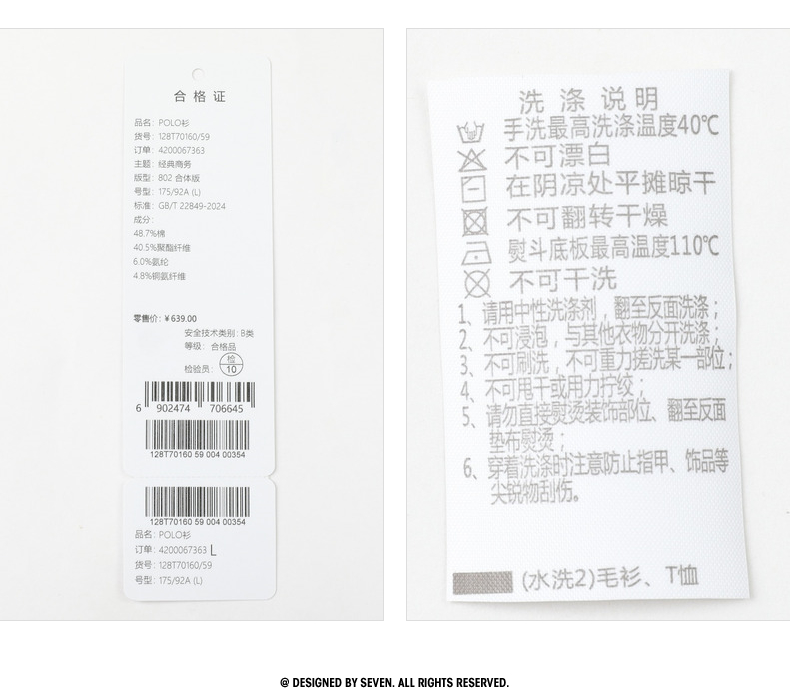 合格证
品名：POLO衫
货号：128T70160/59
订单：4200067363
主题：经典商务
版型：802 合体版
号型：175/92A (L)
标准：GB/T 22849-2024
成分：
48.7%棉
40.5%聚酯纤维
6.0%氨纶
4.8%铜氨纤维
零售价：¥639.00
安全技术类别：B类
等级：合格品
检验员：检10
6 902474 706645
128T70160 59 004 00354
128T70160 59 004 00354
品名：POLO衫
订单：4200067363 L
货号：128T70160/59
号型：175/92A (L)
洗涤说明
手洗最高洗涤温度40℃
不可漂白
在阴凉处平摊晾干
不可翻转干燥
熨斗底板最高温度110℃
不可干洗
1、请用中性洗涤剂，翻至反面洗涤；
2、不可浸泡，与其他衣物分开洗涤；
3、不可刷洗，不可重力搓洗某一部位；
4、不可甩干或用力拧绞；
5、请勿直接熨烫装饰部位、翻至反面
垫布熨烫；
6、穿着洗涤时注意防止指甲、饰品等
尖锐物刮伤。
(水洗2)毛衫、T恤
@ DESIGNED BY SEVEN. ALL RIGHTS RESERVED.